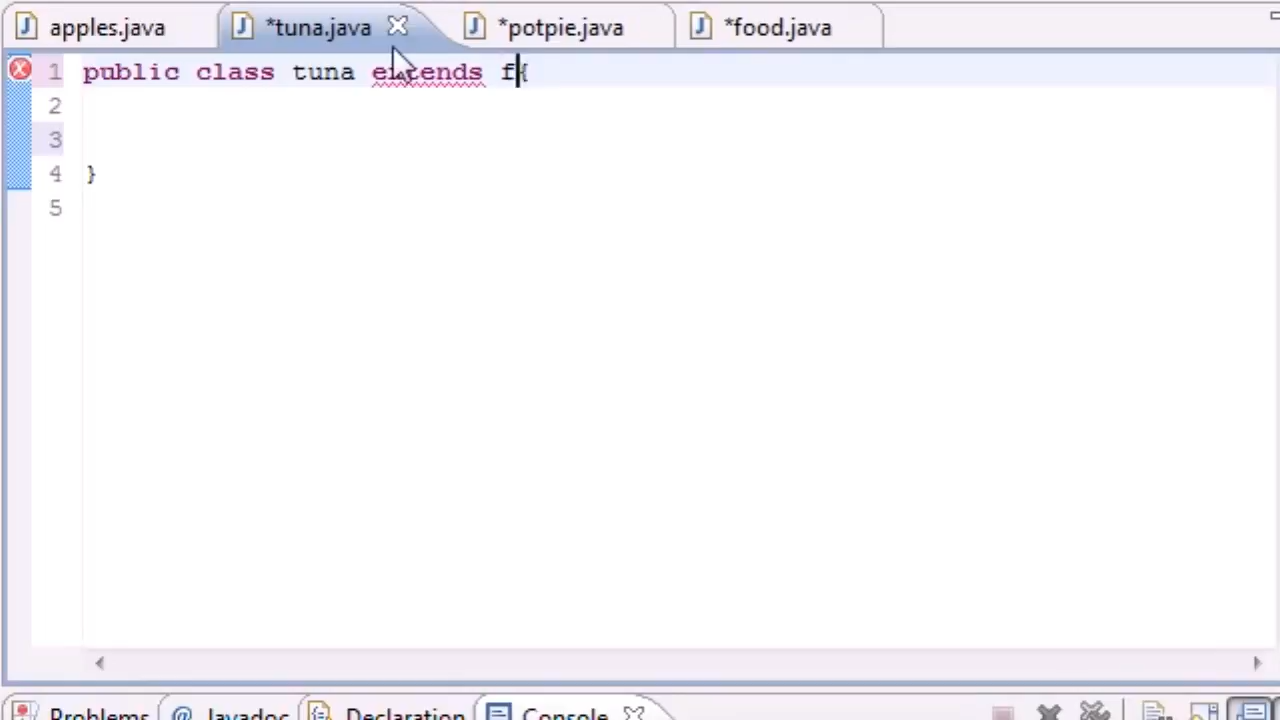 apples.java
*tuna.java
*potpie.java
*food.java
1 public class tuna extends f{
2
3
4 }
5
Problems
@ Javadoc
Declaration
Console